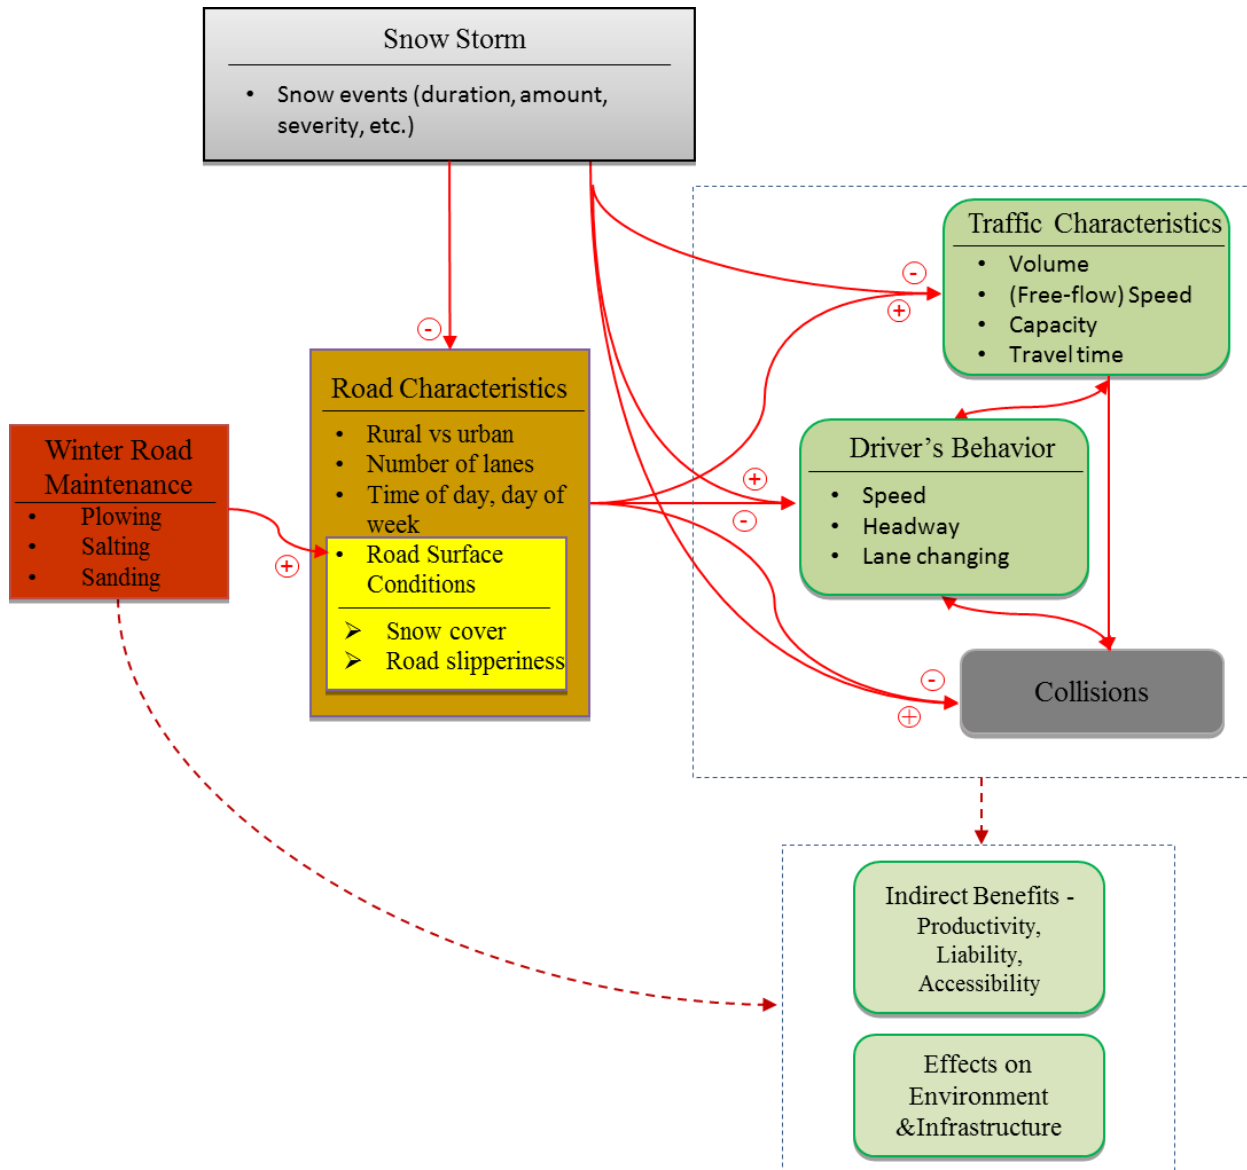 Snow Storm
• Snow events (duration, amount,
severity, etc.)
Traffic Characteristics
• Volume
• (Free-flow) Speed
• Capacity
• Travel time
-
+
-
Road Characteristics
• Rural vs urban
• Number of lanes
• Time of day, day of
week
• Road Surface
Conditions
➢ Snow cover
➢ Road slipperiness
Winter Road
Maintenance
• Plowing
• Salting
• Sanding
+
Driver’s Behavior
• Speed
• Headway
• Lane changing
+
-
-
+
Collisions
Indirect Benefits -
Productivity,
Liability,
Accessibility
Effects on
Environment
&Infrastructure